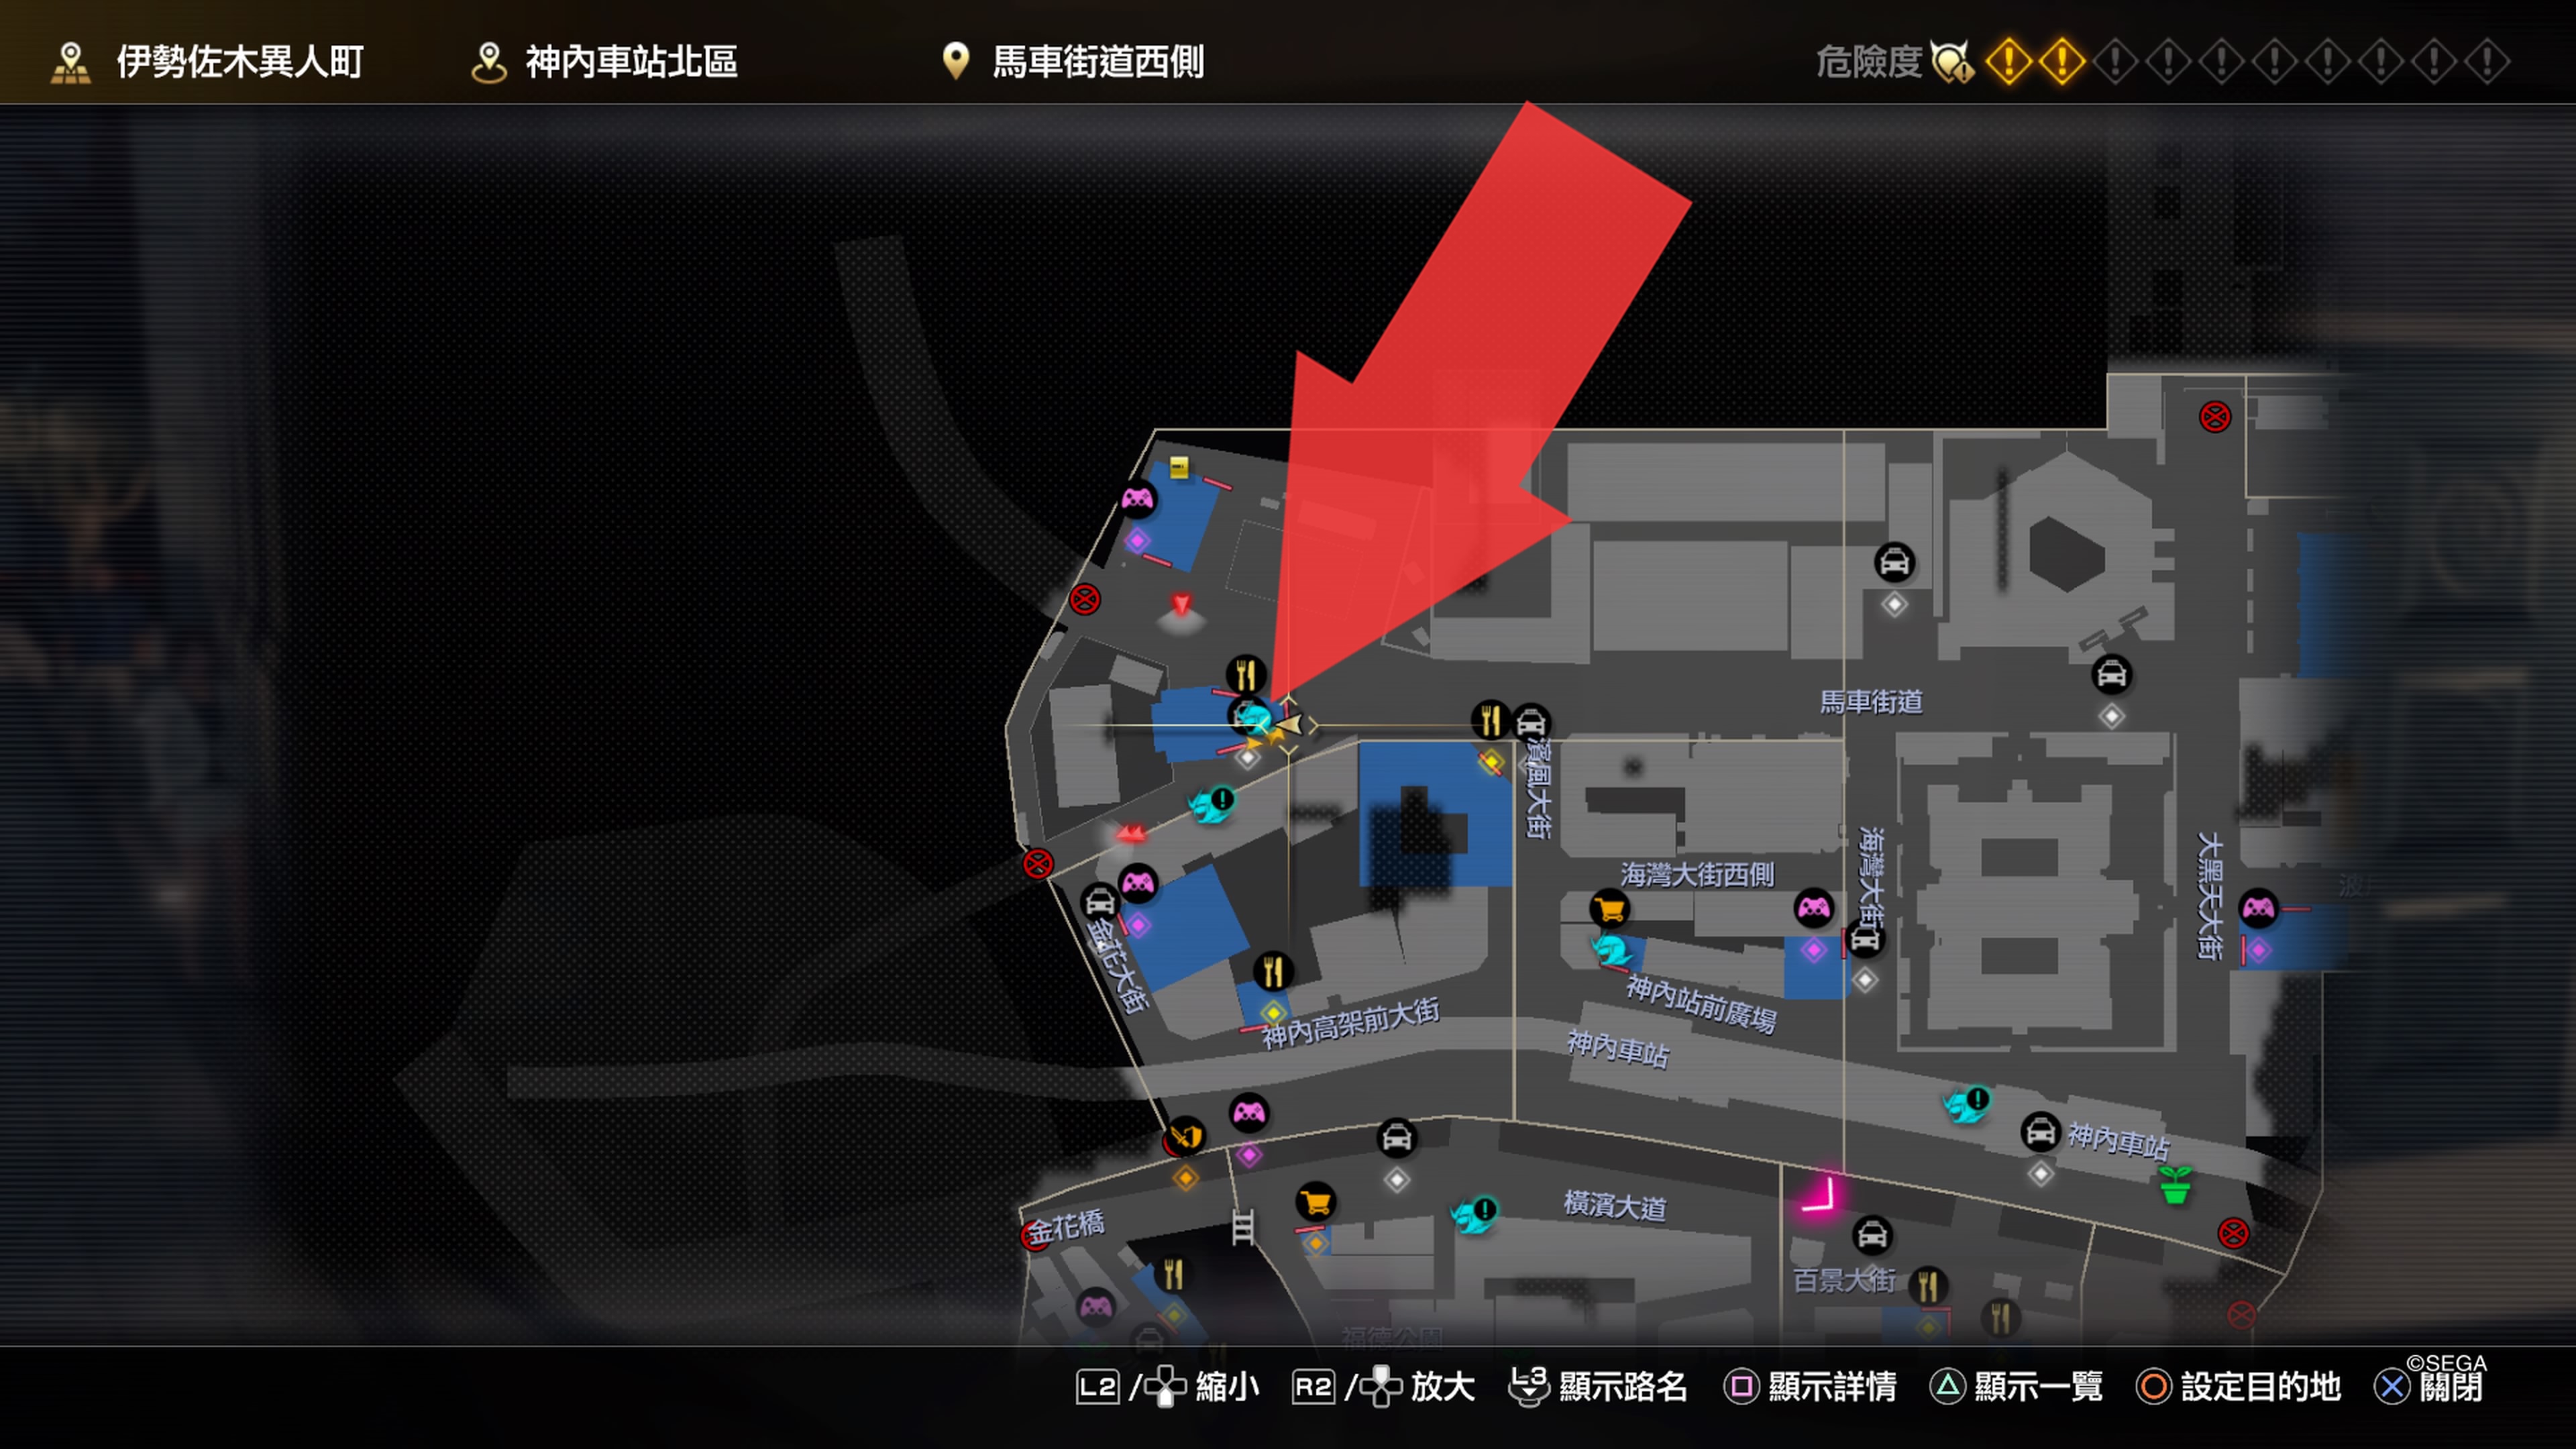 伊勢佐木異人町
神內車站北區
馬車街道西側
危險度
馬車街道
濱風大街
海灣大街西側
海灣大街
大黑天大街
波
金花大街
神內站前廣場
神內高架前大街
神內車站
神內車站
橫濱大道
金花橋
百景大街
福德公園
L2 / 縮小
R2 / 放大
L3 顯示路名
顯示詳情
顯示一覽
設定目的地
關閉
©SEGA